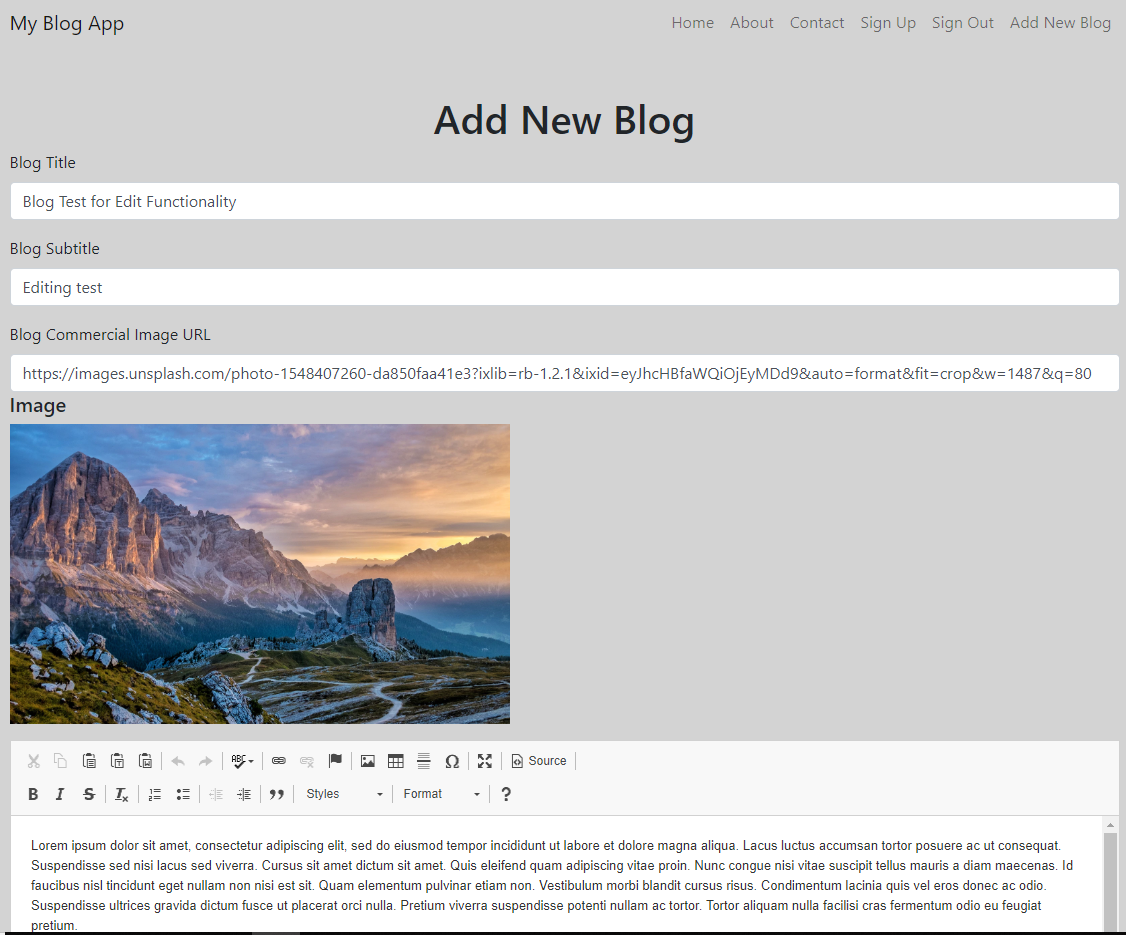 My Blog App Home About Contact Sign Up Sign Out Add New Blog
Add New Blog
Blog Title
Blog Test for Edit Functionality
Blog Subtitle
Editing test
Blog Commercial Image URL
https://images.unsplash.com/photo-1548407260-da850faa41e3?ixlib=rb-1.2.1&ixid=eyJhcHBfaWQiOjEyMDd9&auto=format&fit=crop&w=1487&q=80
Image
ABC Ω Source
B I S Tx Styles Format ?
Lorem ipsum dolor sit amet, consectetur adipiscing elit, sed do eiusmod tempor incididunt ut labore et dolore magna aliqua. Lacus luctus accumsan tortor posuere ac ut consequat.
Suspendisse sed nisi lacus sed viverra. Cursus sit amet dictum sit amet. Quis eleifend quam adipiscing vitae proin. Nunc congue nisi vitae suscipit tellus mauris a diam maecenas. Id
faucibus nisl tincidunt eget nullam non nisi est sit. Quam elementum pulvinar etiam non. Vestibulum morbi blandit cursus risus. Condimentum lacinia quis vel eros donec ac odio.
Suspendisse ultrices gravida dictum fusce ut placerat orci nulla. Pretium viverra suspendisse potenti nullam ac tortor. Tortor aliquam nulla facilisi cras fermentum odio eu feugiat
pretium.